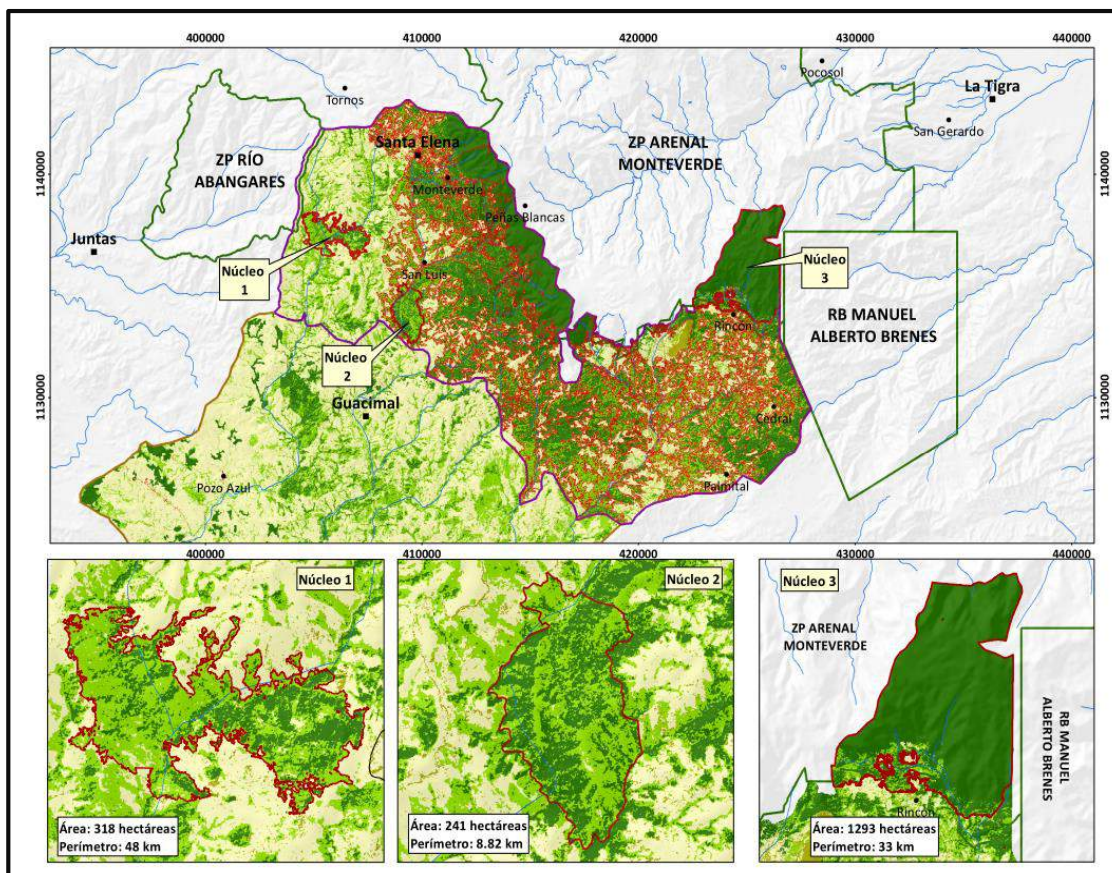 400000 410000 420000 430000 440000
Pocosol
La Tigra
Tornos
San Gerardo
Santa Elena
ZP ARENAL
MONTEVERDE
ZP RÍO
ABANGARES
1140000
1140000
Monteverde
Peñas Blancas
Juntas
Núcleo
1
San Luis
Núcleo
3
Rincón
RB MANUEL
ALBERTO BRENES
Núcleo
2
Guacimal
1130000
1130000
Cedral
Pozo Azul
Palmital
400000 410000 420000 430000 440000
Núcleo 1
Área: 318 hectáreas
Perímetro: 48 km
Núcleo 2
Área: 241 hectáreas
Perímetro: 8.82 km
Núcleo 3
ZP ARENAL
MONTEVERDE
RB MANUEL
ALBERTO BRENES
Rincón
Área: 1293 hectáreas
Perímetro: 33 km